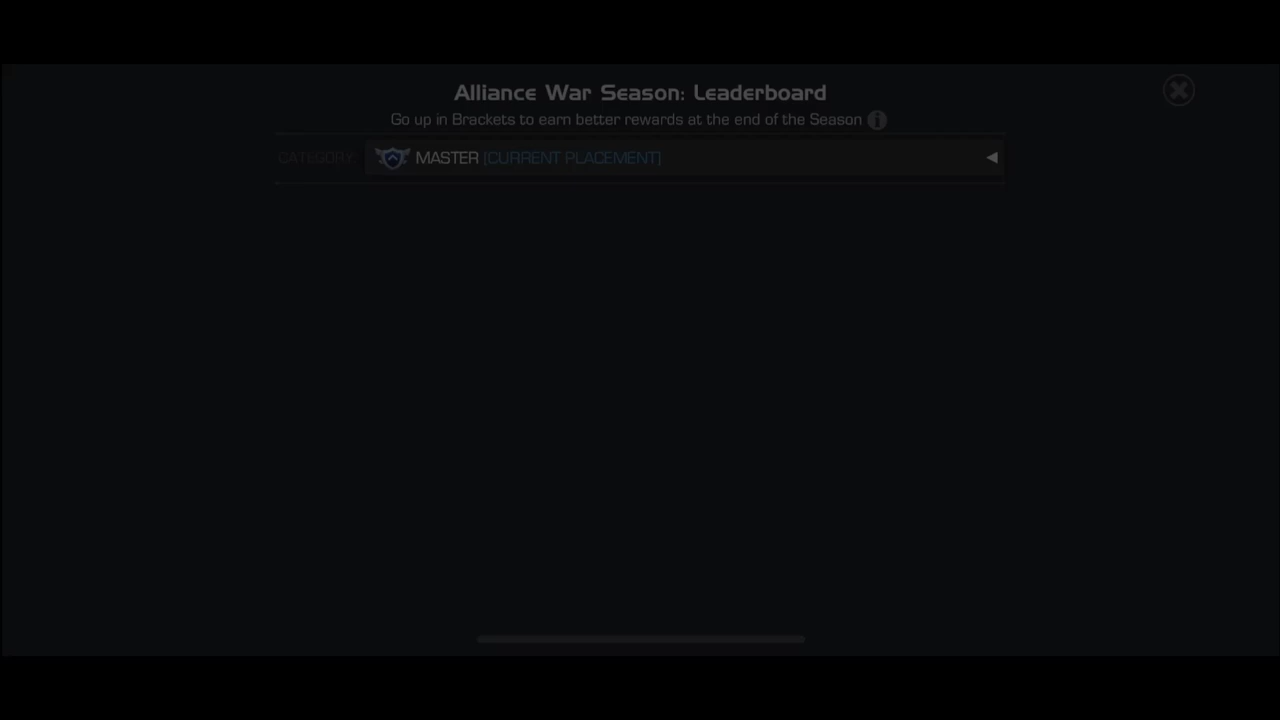 Alliance War Season: Leaderboard
Go up in Brackets to earn better rewards at the end of the Season
CATEGORY: MASTER [CURRENT PLACEMENT]